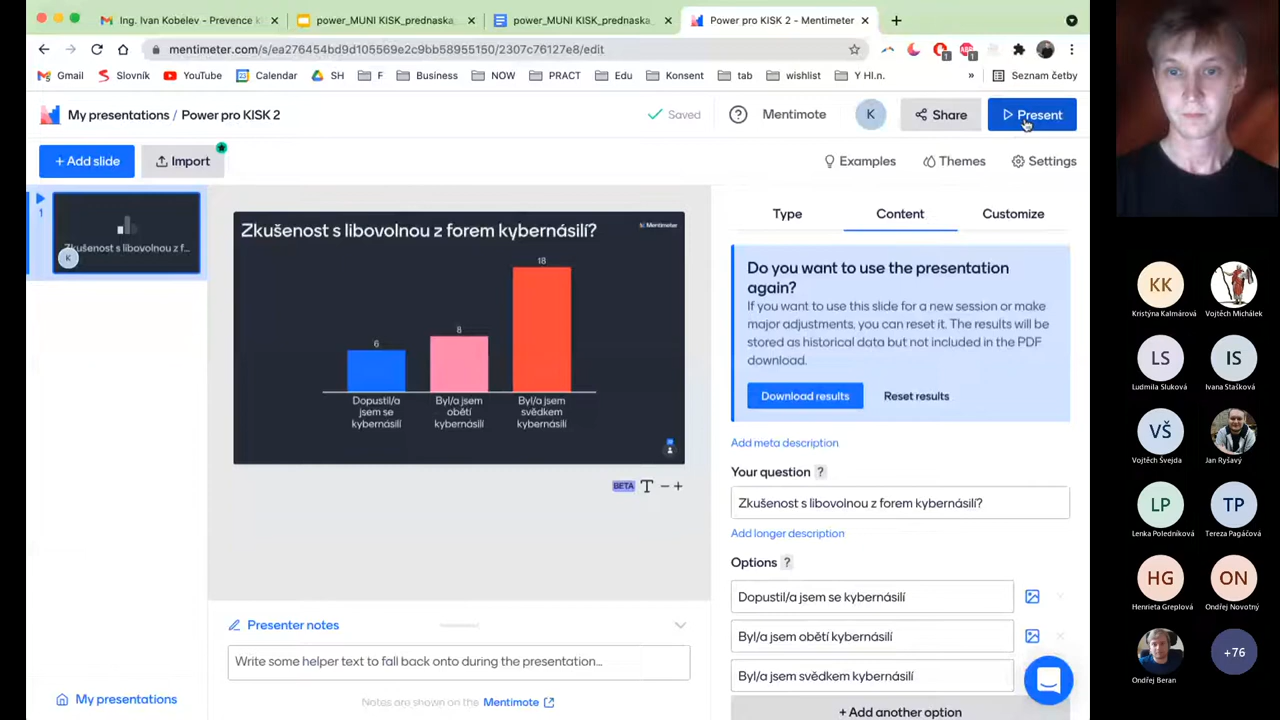 Ing. Ivan Kobelev - Prevence k
power_MUNI KISK_prednaska_
power_MUNI KISK_prednaska_
Power pro KISK 2 - Mentimeter
mentimeter.com/s/ea276454bd9d105569e2c9bb58955150/2307c76127e8/edit
Gmail
Slovník
YouTube
Calendar
SH
F
Business
NOW
PRACT
Edu
Konsent
tab
wishlist
Y Hl.n.
»
Seznam četby
My presentations / Power pro KISK 2
Saved
Mentimote
K
Share
Present
+ Add slide
Import
Examples
Themes
Settings
1
Zkušenost s libovolnou z f...
K
Zkušenost s libovolnou z forem kybernásilí?
Mentimeter
6
8
18
Dopustil/a
jsem se
kybernásilí
Byl/a jsem
obětí
kybernásilí
Byl/a jsem
svědkem
kybernásilí
BETA
T − +
Type
Content
Customize
Do you want to use the presentation
again?
If you want to use this slide for a new session or make
major adjustments, you can reset it. The results will be
stored as historical data but not included in the PDF
download.
Download results
Reset results
Add meta description
Your question ?
Zkušenost s libovolnou z forem kybernásilí?
Add longer description
Options ?
Dopustil/a jsem se kybernásilí
Byl/a jsem obětí kybernásilí
Byl/a jsem svědkem kybernásilí
+ Add another option
Presenter notes
Write some helper text to fall back onto during the presentation...
Notes are shown on the Mentimote
My presentations
KK
Kristýna Kalmárová
Vojtěch Michálek
LS
Ludmila Sluková
IS
Ivana Stašková
VŠ
Vojtěch Švejda
Jan Ryšavý
LP
Lenka Poledníková
TP
Tereza Pagáčová
HG
Henrieta Greplová
ON
Ondřej Novotný
Ondřej Beran
+76